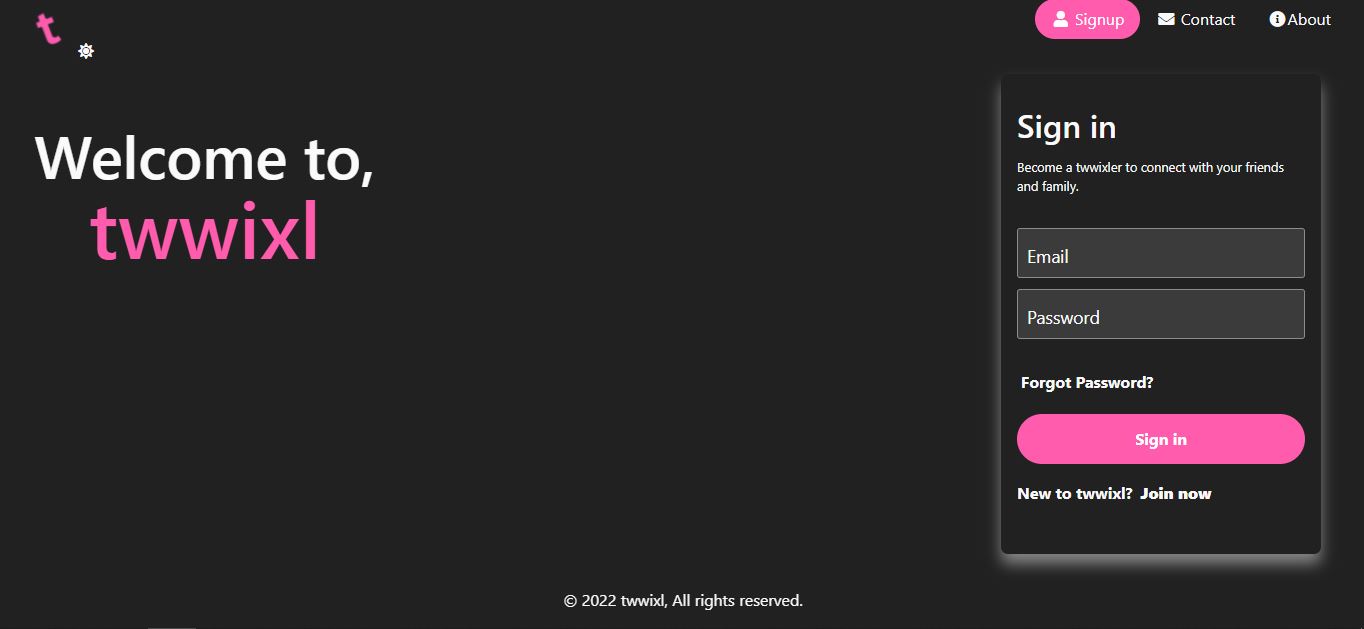 t
Signup
Contact
About
Welcome to,
twwixl
Sign in
Become a twwixler to connect with your friends
and family.
Email
Password
Forgot Password?
Sign in
New to twwixl? Join now
© 2022 twwixl, All rights reserved.